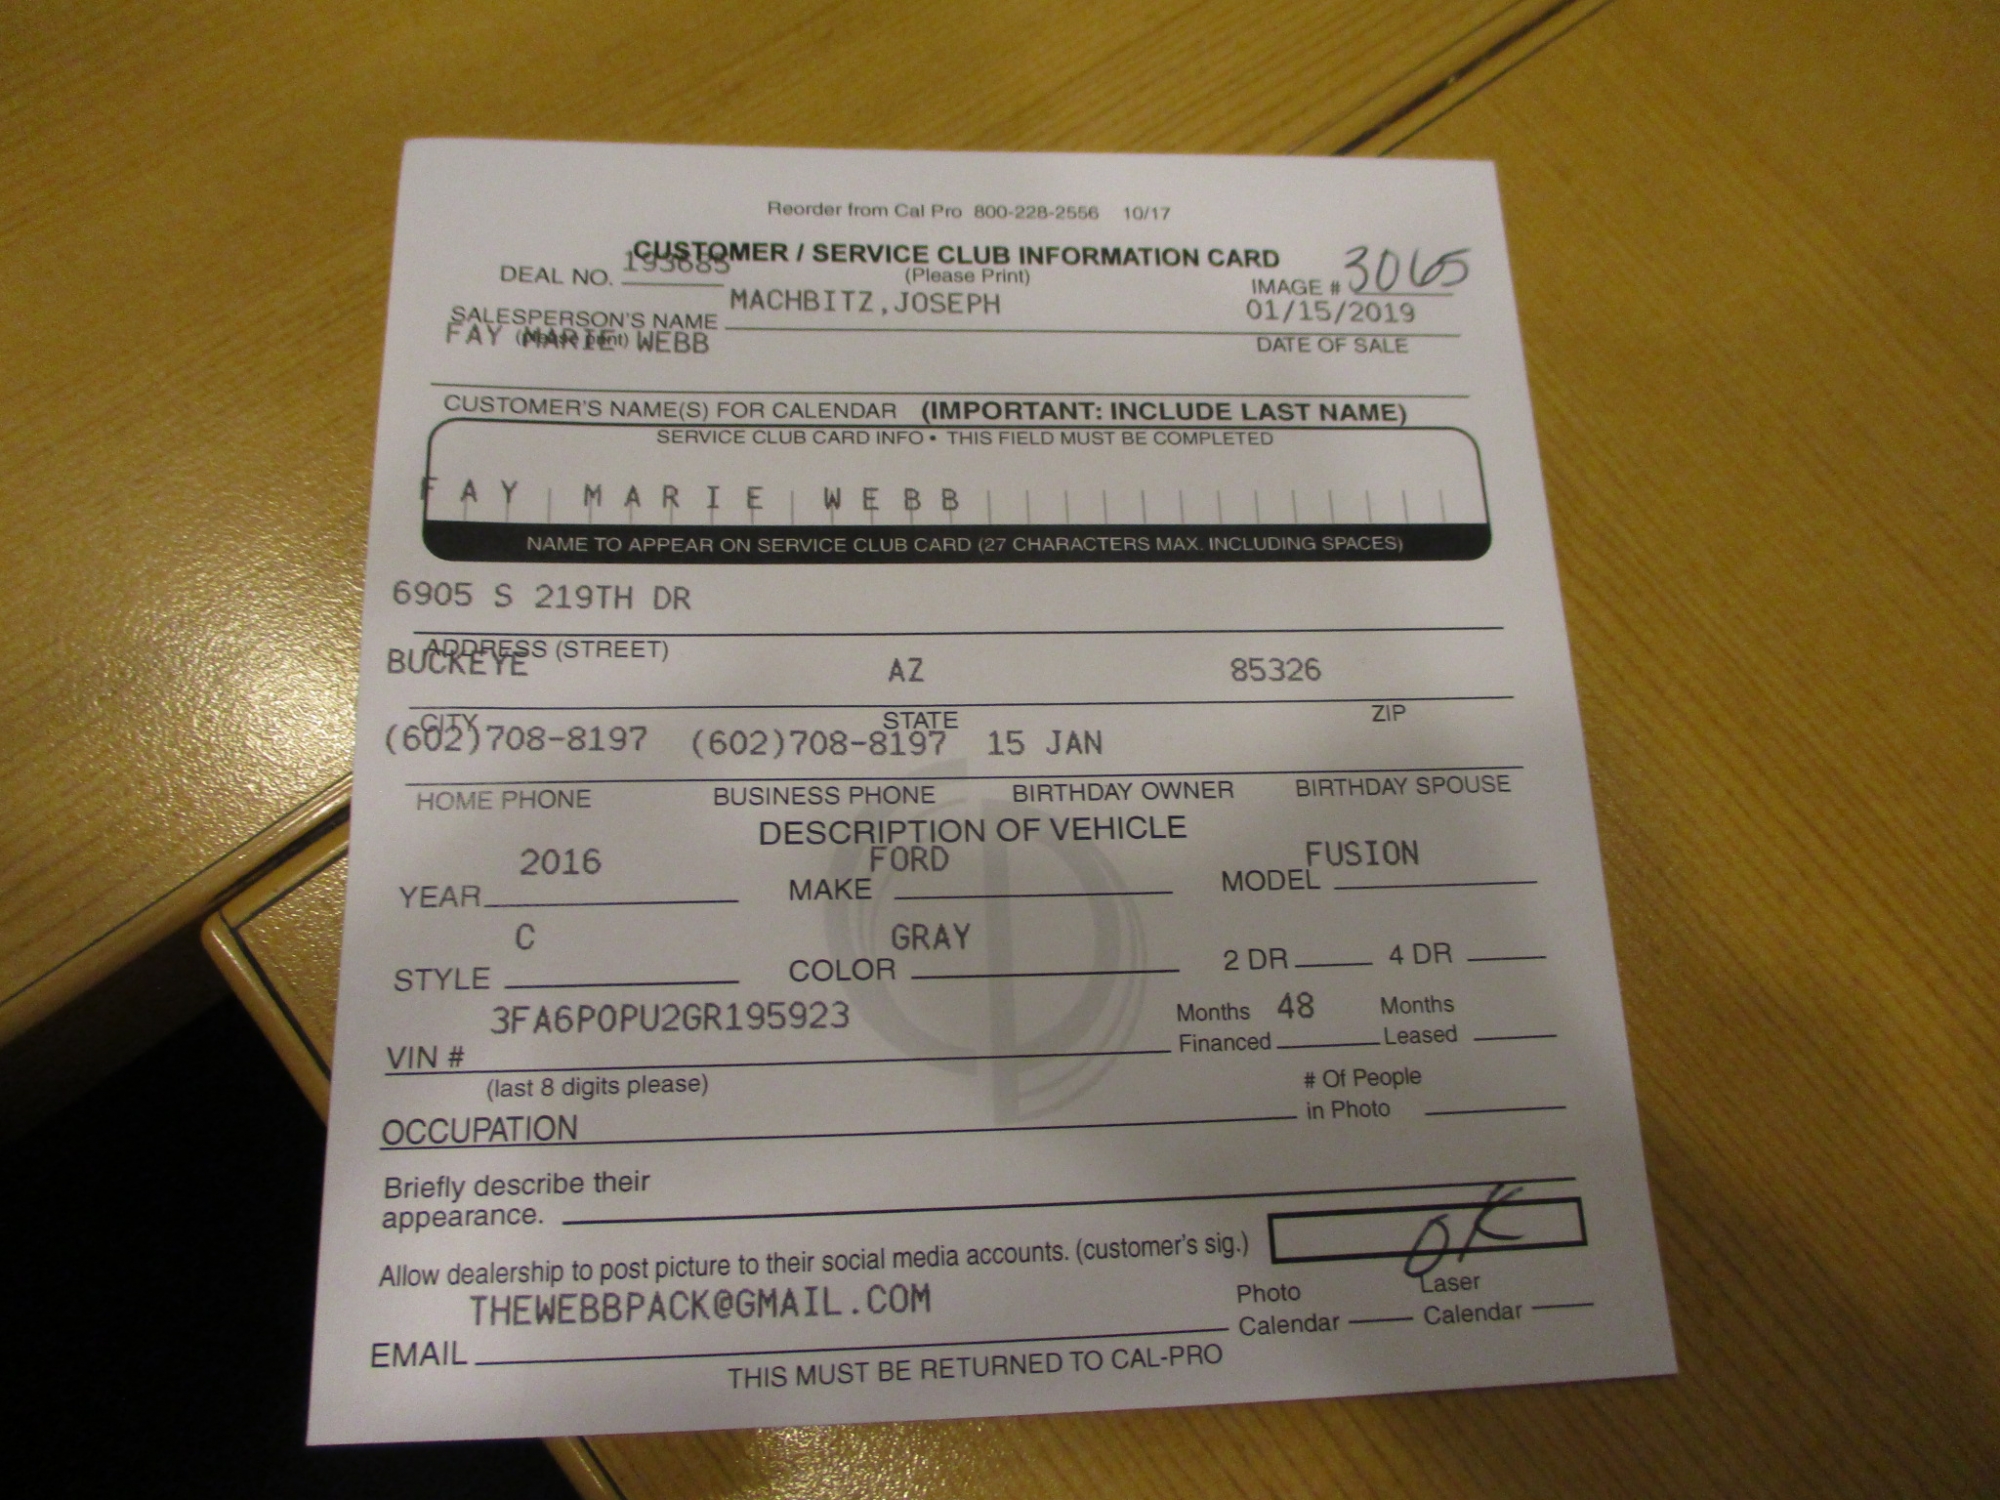 Reorder from Cal Pro 800-228-2556 10/17
CUSTOMER / SERVICE CLUB INFORMATION CARD
DEAL NO. 193685 (Please Print) IMAGE # 3065
SALESPERSON'S NAME MACHBITZ,JOSEPH 01/15/2019
(please print) DATE OF SALE
FAY MARIE WEBB
CUSTOMER'S NAME(S) FOR CALENDAR (IMPORTANT: INCLUDE LAST NAME)
SERVICE CLUB CARD INFO • THIS FIELD MUST BE COMPLETED
FAY MARIE WEBB
NAME TO APPEAR ON SERVICE CLUB CARD (27 CHARACTERS MAX. INCLUDING SPACES)
6905 S 219TH DR
ADDRESS (STREET)
BUCKEYE AZ 85326
CITY STATE ZIP
(602)708-8197 (602)708-8197 15 JAN
HOME PHONE BUSINESS PHONE BIRTHDAY OWNER BIRTHDAY SPOUSE
DESCRIPTION OF VEHICLE
2016 FORD FUSION
YEAR MAKE MODEL
C GRAY
STYLE COLOR 2 DR 4 DR
3FA6P0PU2GR195923 Months 48 Months
VIN # Financed Leased
(last 8 digits please) # Of People
OCCUPATION in Photo
Briefly describe their
appearance.
Allow dealership to post picture to their social media accounts. (customer's sig.) OK
THEWEBBPACK@GMAIL.COM Photo Laser
EMAIL Calendar Calendar
THIS MUST BE RETURNED TO CAL-PRO